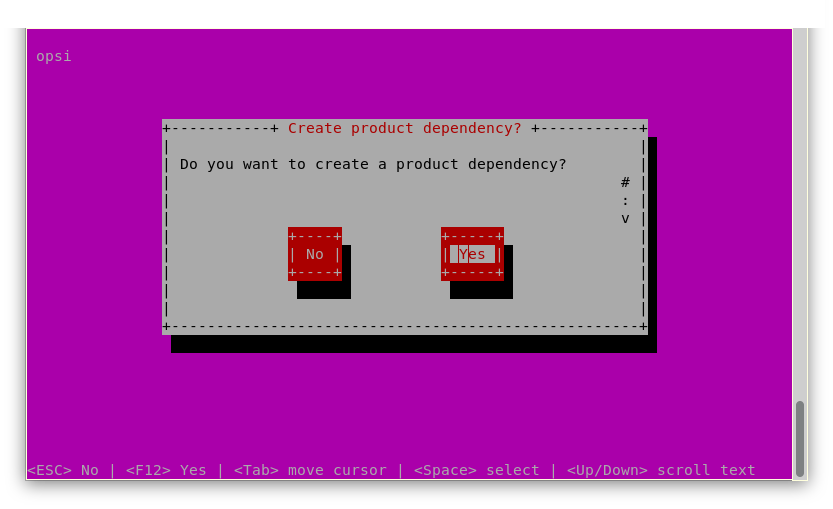 opsi
Create product dependency?
Do you want to create a product dependency?
#
:
v
No Yes
<ESC> No | <F12> Yes | <Tab> move cursor | <Space> select | <Up/Down> scroll text